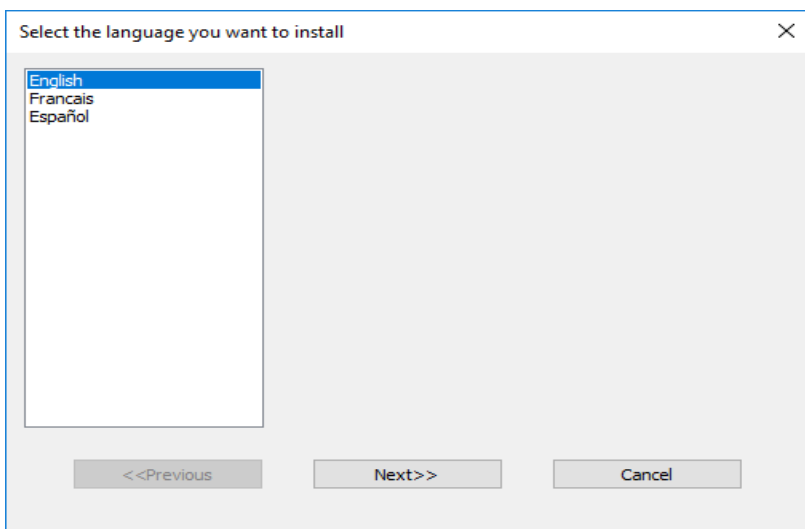 Select the language you want to install
English
Francais
Español
<<Previous
Next>>
Cancel